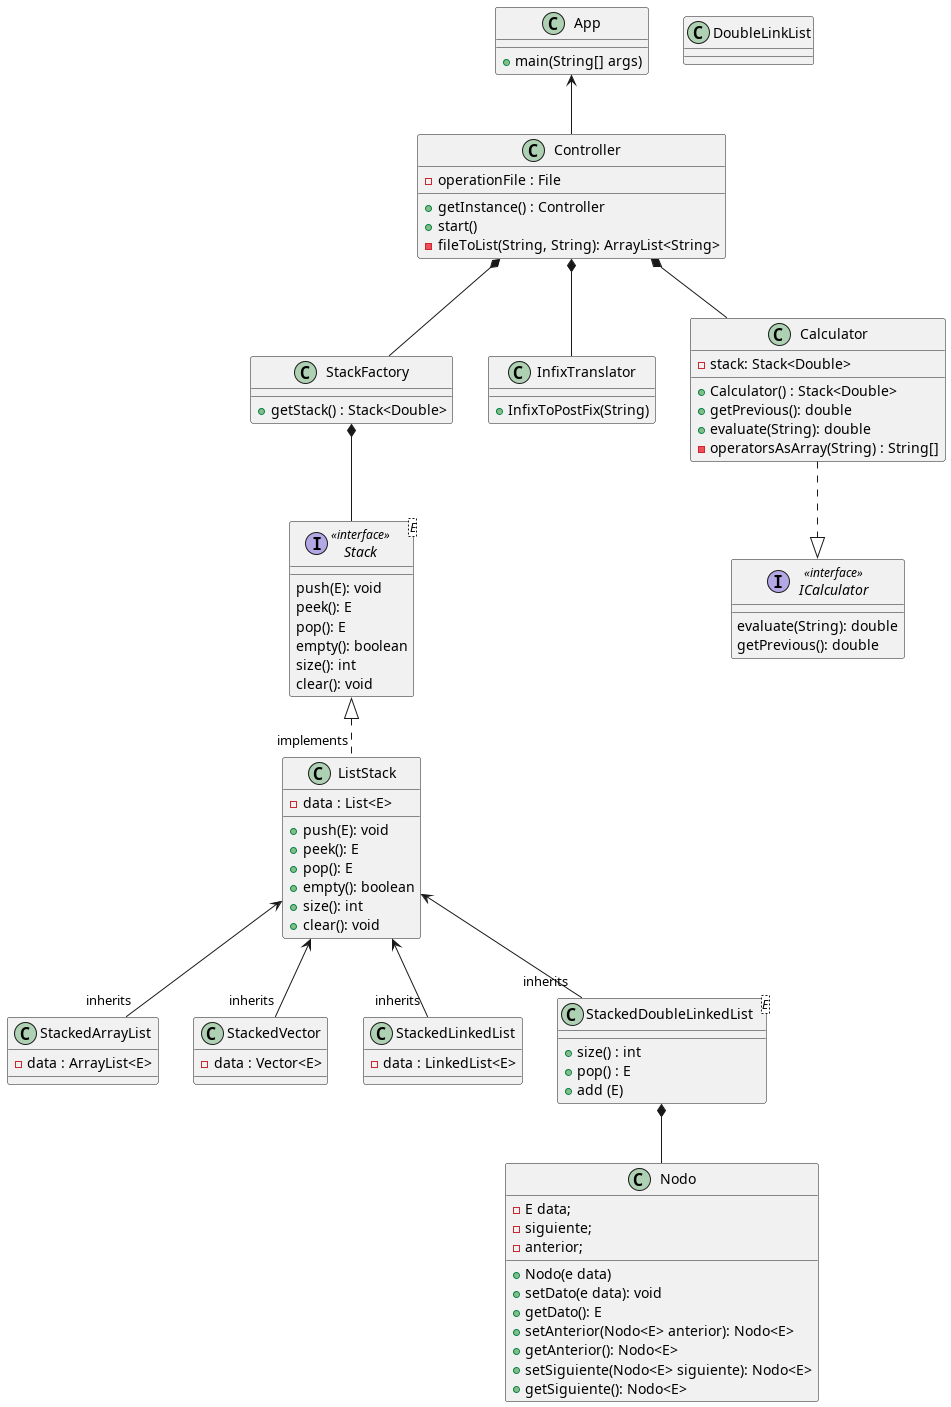 C App
main(String[] args)
C DoubleLinkList
C Controller
operationFile : File
getInstance() : Controller
start()
fileToList(String, String): ArrayList<String>
C StackFactory
getStack() : Stack<Double>
C InfixTranslator
InfixToPostFix(String)
C Calculator
stack: Stack<Double>
Calculator() : Stack<Double>
getPrevious(): double
evaluate(String): double
operatorsAsArray(String) : String[]
E
I «interface»
Stack
push(E): void
peek(): E
pop(): E
empty(): boolean
size(): int
clear(): void
I «interface»
ICalculator
evaluate(String): double
getPrevious(): double
implements
C ListStack
data : List<E>
push(E): void
peek(): E
pop(): E
empty(): boolean
size(): int
clear(): void
inherits
inherits
inherits
inherits
C StackedArrayList
data : ArrayList<E>
C StackedVector
data : Vector<E>
C StackedLinkedList
data : LinkedList<E>
C StackedDoubleLinkedList E
size() : int
pop() : E
add (E)
C Nodo
E data;
siguiente;
anterior;
Nodo(e data)
setDato(e data): void
getDato(): E
setAnterior(Nodo<E> anterior): Nodo<E>
getAnterior(): Nodo<E>
setSiguiente(Nodo<E> siguiente): Nodo<E>
getSiguiente(): Nodo<E>